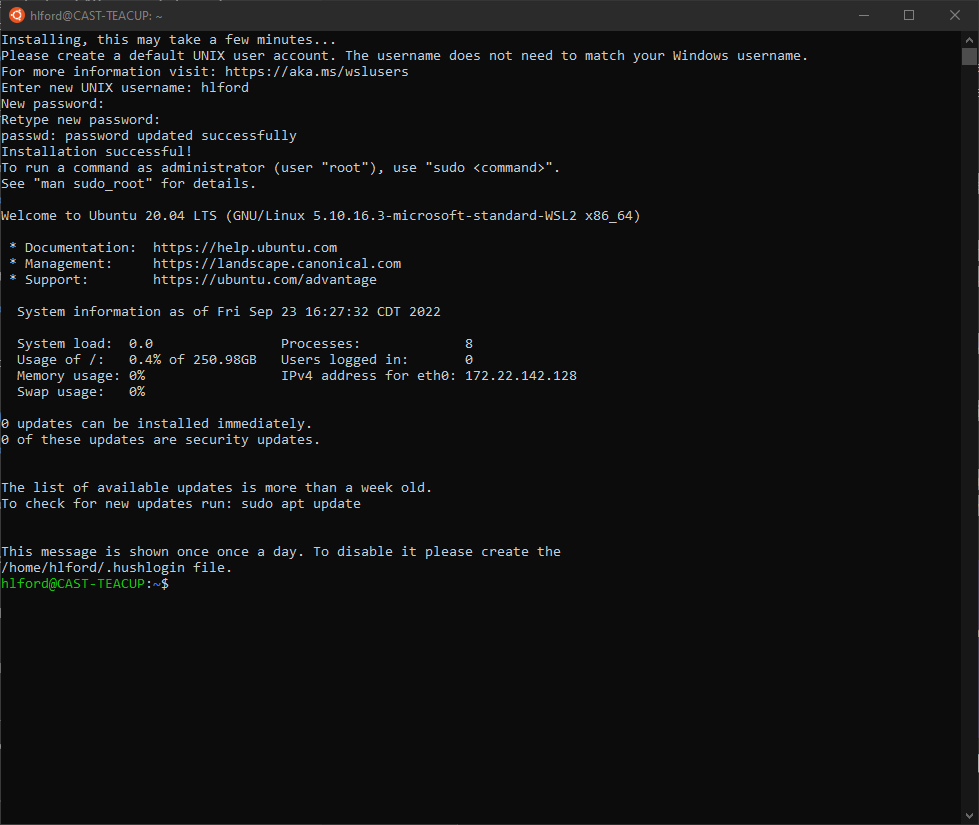 hlford@CAST-TEACUP: ~
Installing, this may take a few minutes...
Please create a default UNIX user account. The username does not need to match your Windows username.
For more information visit: https://aka.ms/wslusers
Enter new UNIX username: hlford
New password:
Retype new password:
passwd: password updated successfully
Installation successful!
To run a command as administrator (user "root"), use "sudo <command>".
See "man sudo_root" for details.

Welcome to Ubuntu 20.04 LTS (GNU/Linux 5.10.16.3-microsoft-standard-WSL2 x86_64)

 * Documentation:  https://help.ubuntu.com
 * Management:     https://landscape.canonical.com
 * Support:        https://ubuntu.com/advantage

  System information as of Fri Sep 23 16:27:32 CDT 2022

  System load:  0.0                Processes:             8
  Usage of /:   0.4% of 250.98GB   Users logged in:       0
  Memory usage: 0%                 IPv4 address for eth0: 172.22.142.128
  Swap usage:   0%

0 updates can be installed immediately.
0 of these updates are security updates.


The list of available updates is more than a week old.
To check for new updates run: sudo apt update


This message is shown once once a day. To disable it please create the
/home/hlford/.hushlogin file.
hlford@CAST-TEACUP:~$